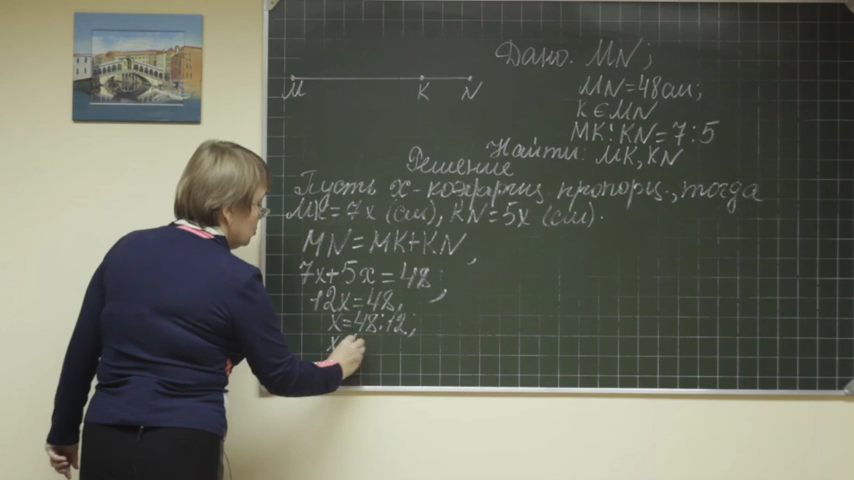 Дано: MN;
MN=48см;
K∈MN
MK:KN=7:5
Найти: MK, KN
M K N
Решение
Пусть x - коэффиц. пропорц., тогда
MK=7x (см), KN=5x (см).
MN=MK+KN,
7x+5x=48;
12x=48,
x=48:12;
x